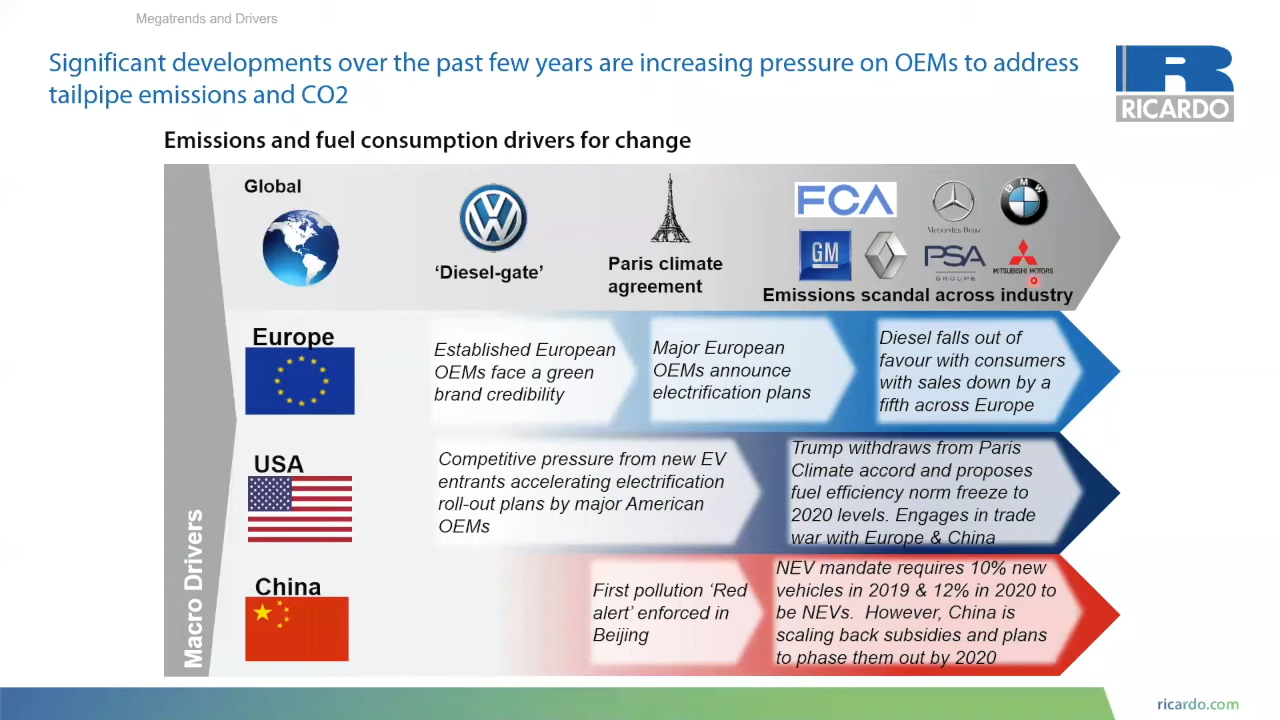 Megatrends and Drivers
Significant developments over the past few years are increasing pressure on OEMs to address
tailpipe emissions and CO2
RICARDO
Emissions and fuel consumption drivers for change
Global
'Diesel-gate'
Paris climate
agreement
FCA
Mercedes-Benz
BMW
GM
PSA
GROUPE
MITSUBISHI MOTORS
Emissions scandal across industry
Macro Drivers
Europe
Established European
OEMs face a green
brand credibility
Major European
OEMs announce
electrification plans
Diesel falls out of
favour with consumers
with sales down by a
fifth across Europe
USA
Competitive pressure from new EV
entrants accelerating electrification
roll-out plans by major American
OEMs
Trump withdraws from Paris
Climate accord and proposes
fuel efficiency norm freeze to
2020 levels. Engages in trade
war with Europe & China
China
First pollution 'Red
alert' enforced in
Beijing
NEV mandate requires 10% new
vehicles in 2019 & 12% in 2020 to
be NEVs.  However, China is
scaling back subsidies and plans
to phase them out by 2020
ricardo.com